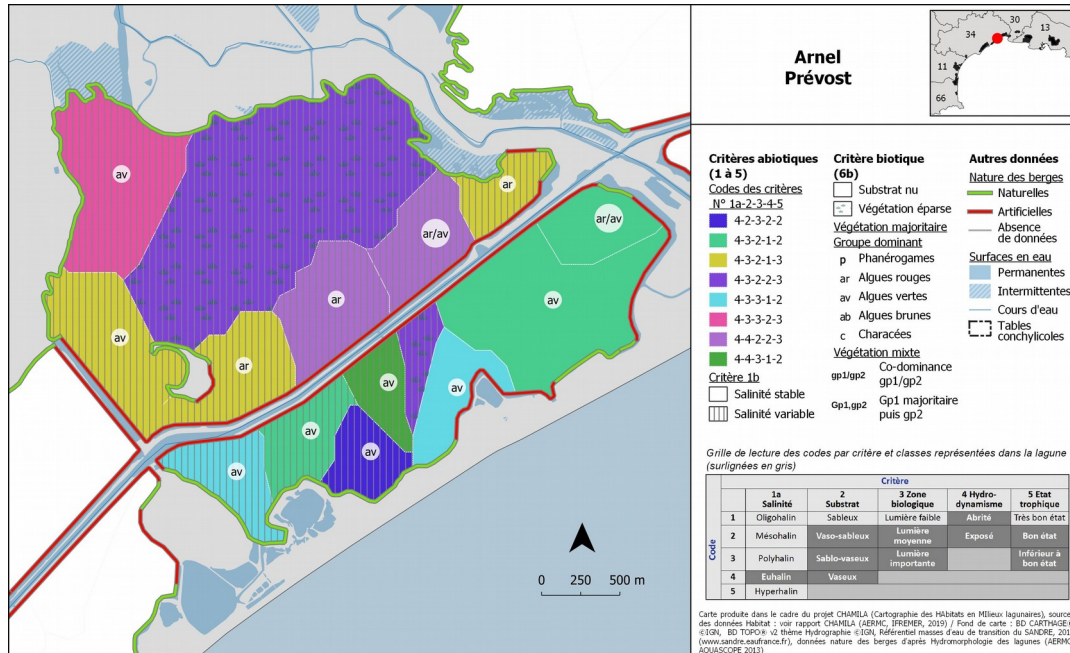 Arnel
Prévost
30
34
13
11
66
av
ar
ar/av
ar/av
av
ar
av
ar
av
av
av
av
av
0 250 500 m
Critères abiotiques
(1 à 5)
Codes des critères
N° 1a-2-3-4-5
4-2-3-2-2
4-3-2-1-2
4-3-2-1-3
4-3-2-2-3
4-3-3-1-2
4-3-3-2-3
4-4-2-2-3
4-4-3-1-2
Critère 1b
Salinité stable
Salinité variable
Critère biotique
(6b)
Substrat nu
Végétation éparse
Végétation majoritaire
Groupe dominant
p Phanérogames
ar Algues rouges
av Algues vertes
ab Algues brunes
c Characées
Végétation mixte
gp1/gp2 Co-dominance
gp1/gp2
Gp1,gp2 Gp1 majoritaire
puis gp2
Autres données
Nature des berges
Naturelles
Artificielles
Absence
de données
Surfaces en eau
Permanentes
Intermittentes
Cours d'eau
Tables
conchylicoles
Grille de lecture des codes par critère et classes représentées dans la lagune
(surlignées en gris)
Critère
1a Salinité 2 Substrat 3 Zone biologique 4 Hydro-dynamisme 5 Etat trophique
Code
1 Oligohalin Sableux Lumière faible Abrité Très bon état
2 Mésohalin Vaso-sableux Lumière moyenne Exposé Bon état
3 Polyhalin Sablo-vaseux Lumière importante Inférieur à bon état
4 Euhalin Vaseux
5 Hyperhalin
Carte produite dans le cadre du projet CHAMILA (Cartographie des HAbitats en MIlieux lagunaires), source
des données Habitat : voir rapport CHAMILA (AERMC, IFREMER, 2019) / Fond de carte : BD CARTHAGE®
©IGN, BD TOPO® v2 thème Hydrographie ©IGN, Référentiel masses d'eau de transition du SANDRE, 201
(www.sandre.eaufrance.fr), données nature des berges d'après Hydromorphologie des lagunes (AERMC
AQUASCOPE 2013)